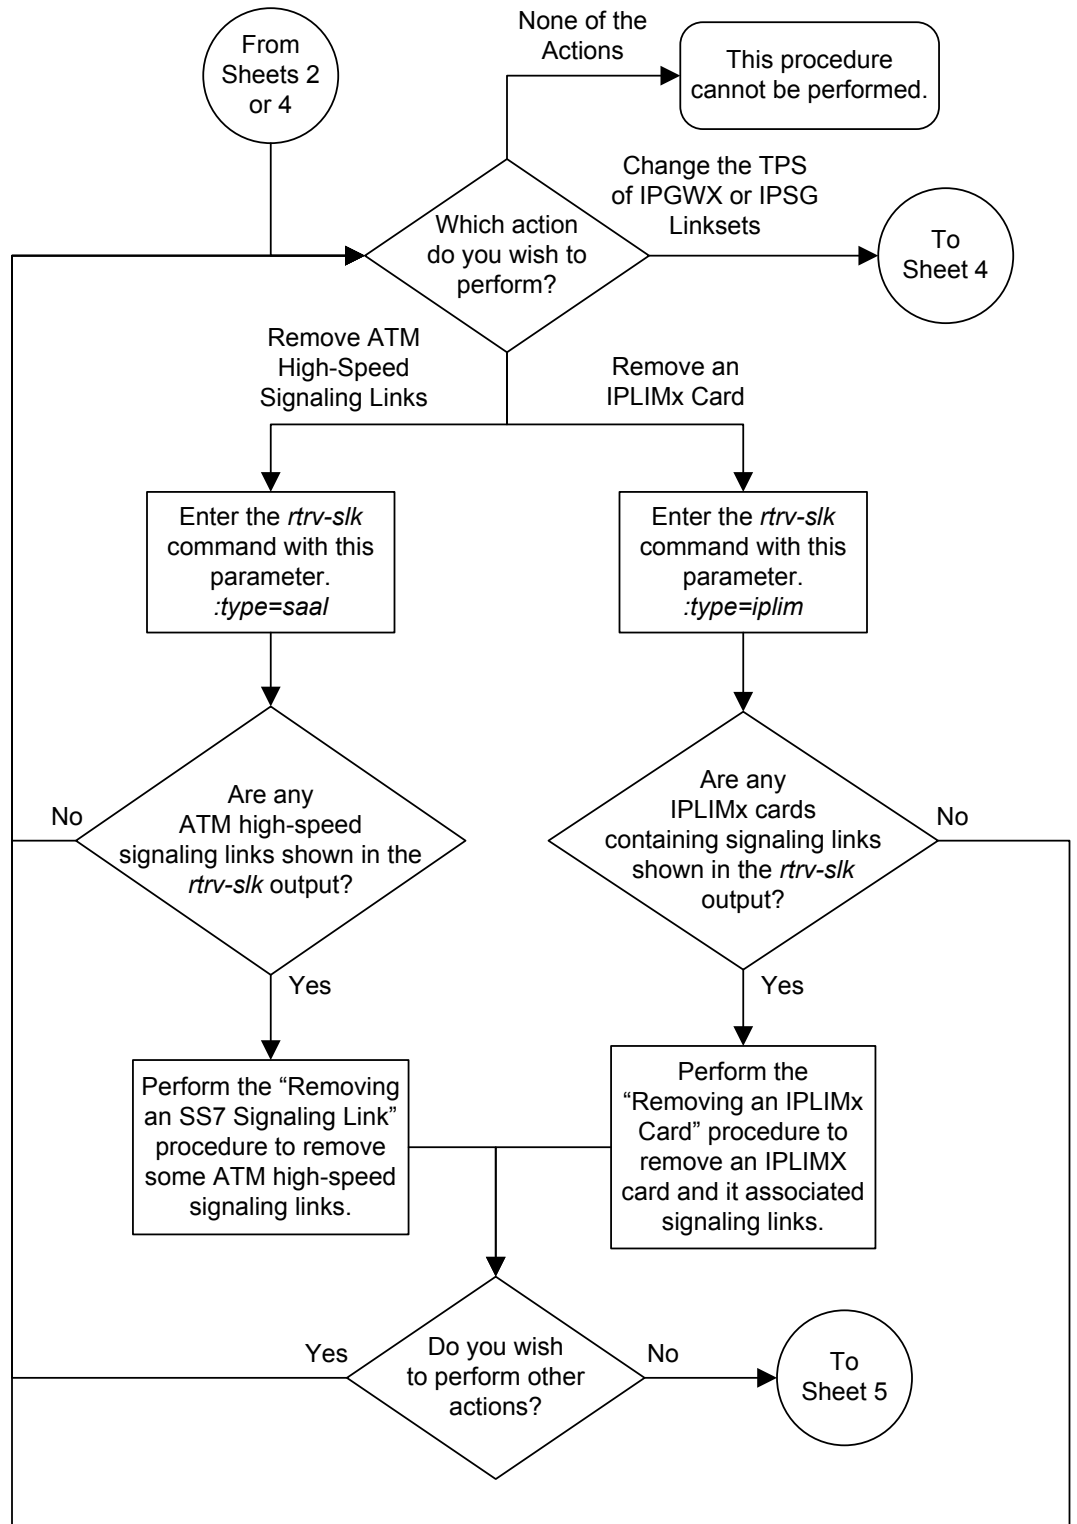 From
Sheets 2
or 4
None of the
Actions
This procedure
cannot be performed.
Which action
do you wish to
perform?
Change the TPS
of IPGWX or IPSG
Linksets
To
Sheet 4
Remove ATM
High-Speed
Signaling Links
Remove an
IPLIMx Card
Enter the rtrv-slk
command with this
parameter.
:type=saal
Enter the rtrv-slk
command with this
parameter.
:type=iplim
No
Are any
ATM high-speed
signaling links shown in the
rtrv-slk output?
Yes
Are any
IPLIMx cards
containing signaling links
shown in the rtrv-slk
output?
No
Yes
Perform the “Removing
an SS7 Signaling Link”
procedure to remove
some ATM high-speed
signaling links.
Perform the
“Removing an IPLIMx
Card” procedure to
remove an IPLIMX
card and it associated
signaling links.
Yes
Do you wish
to perform other
actions?
No
To
Sheet 5